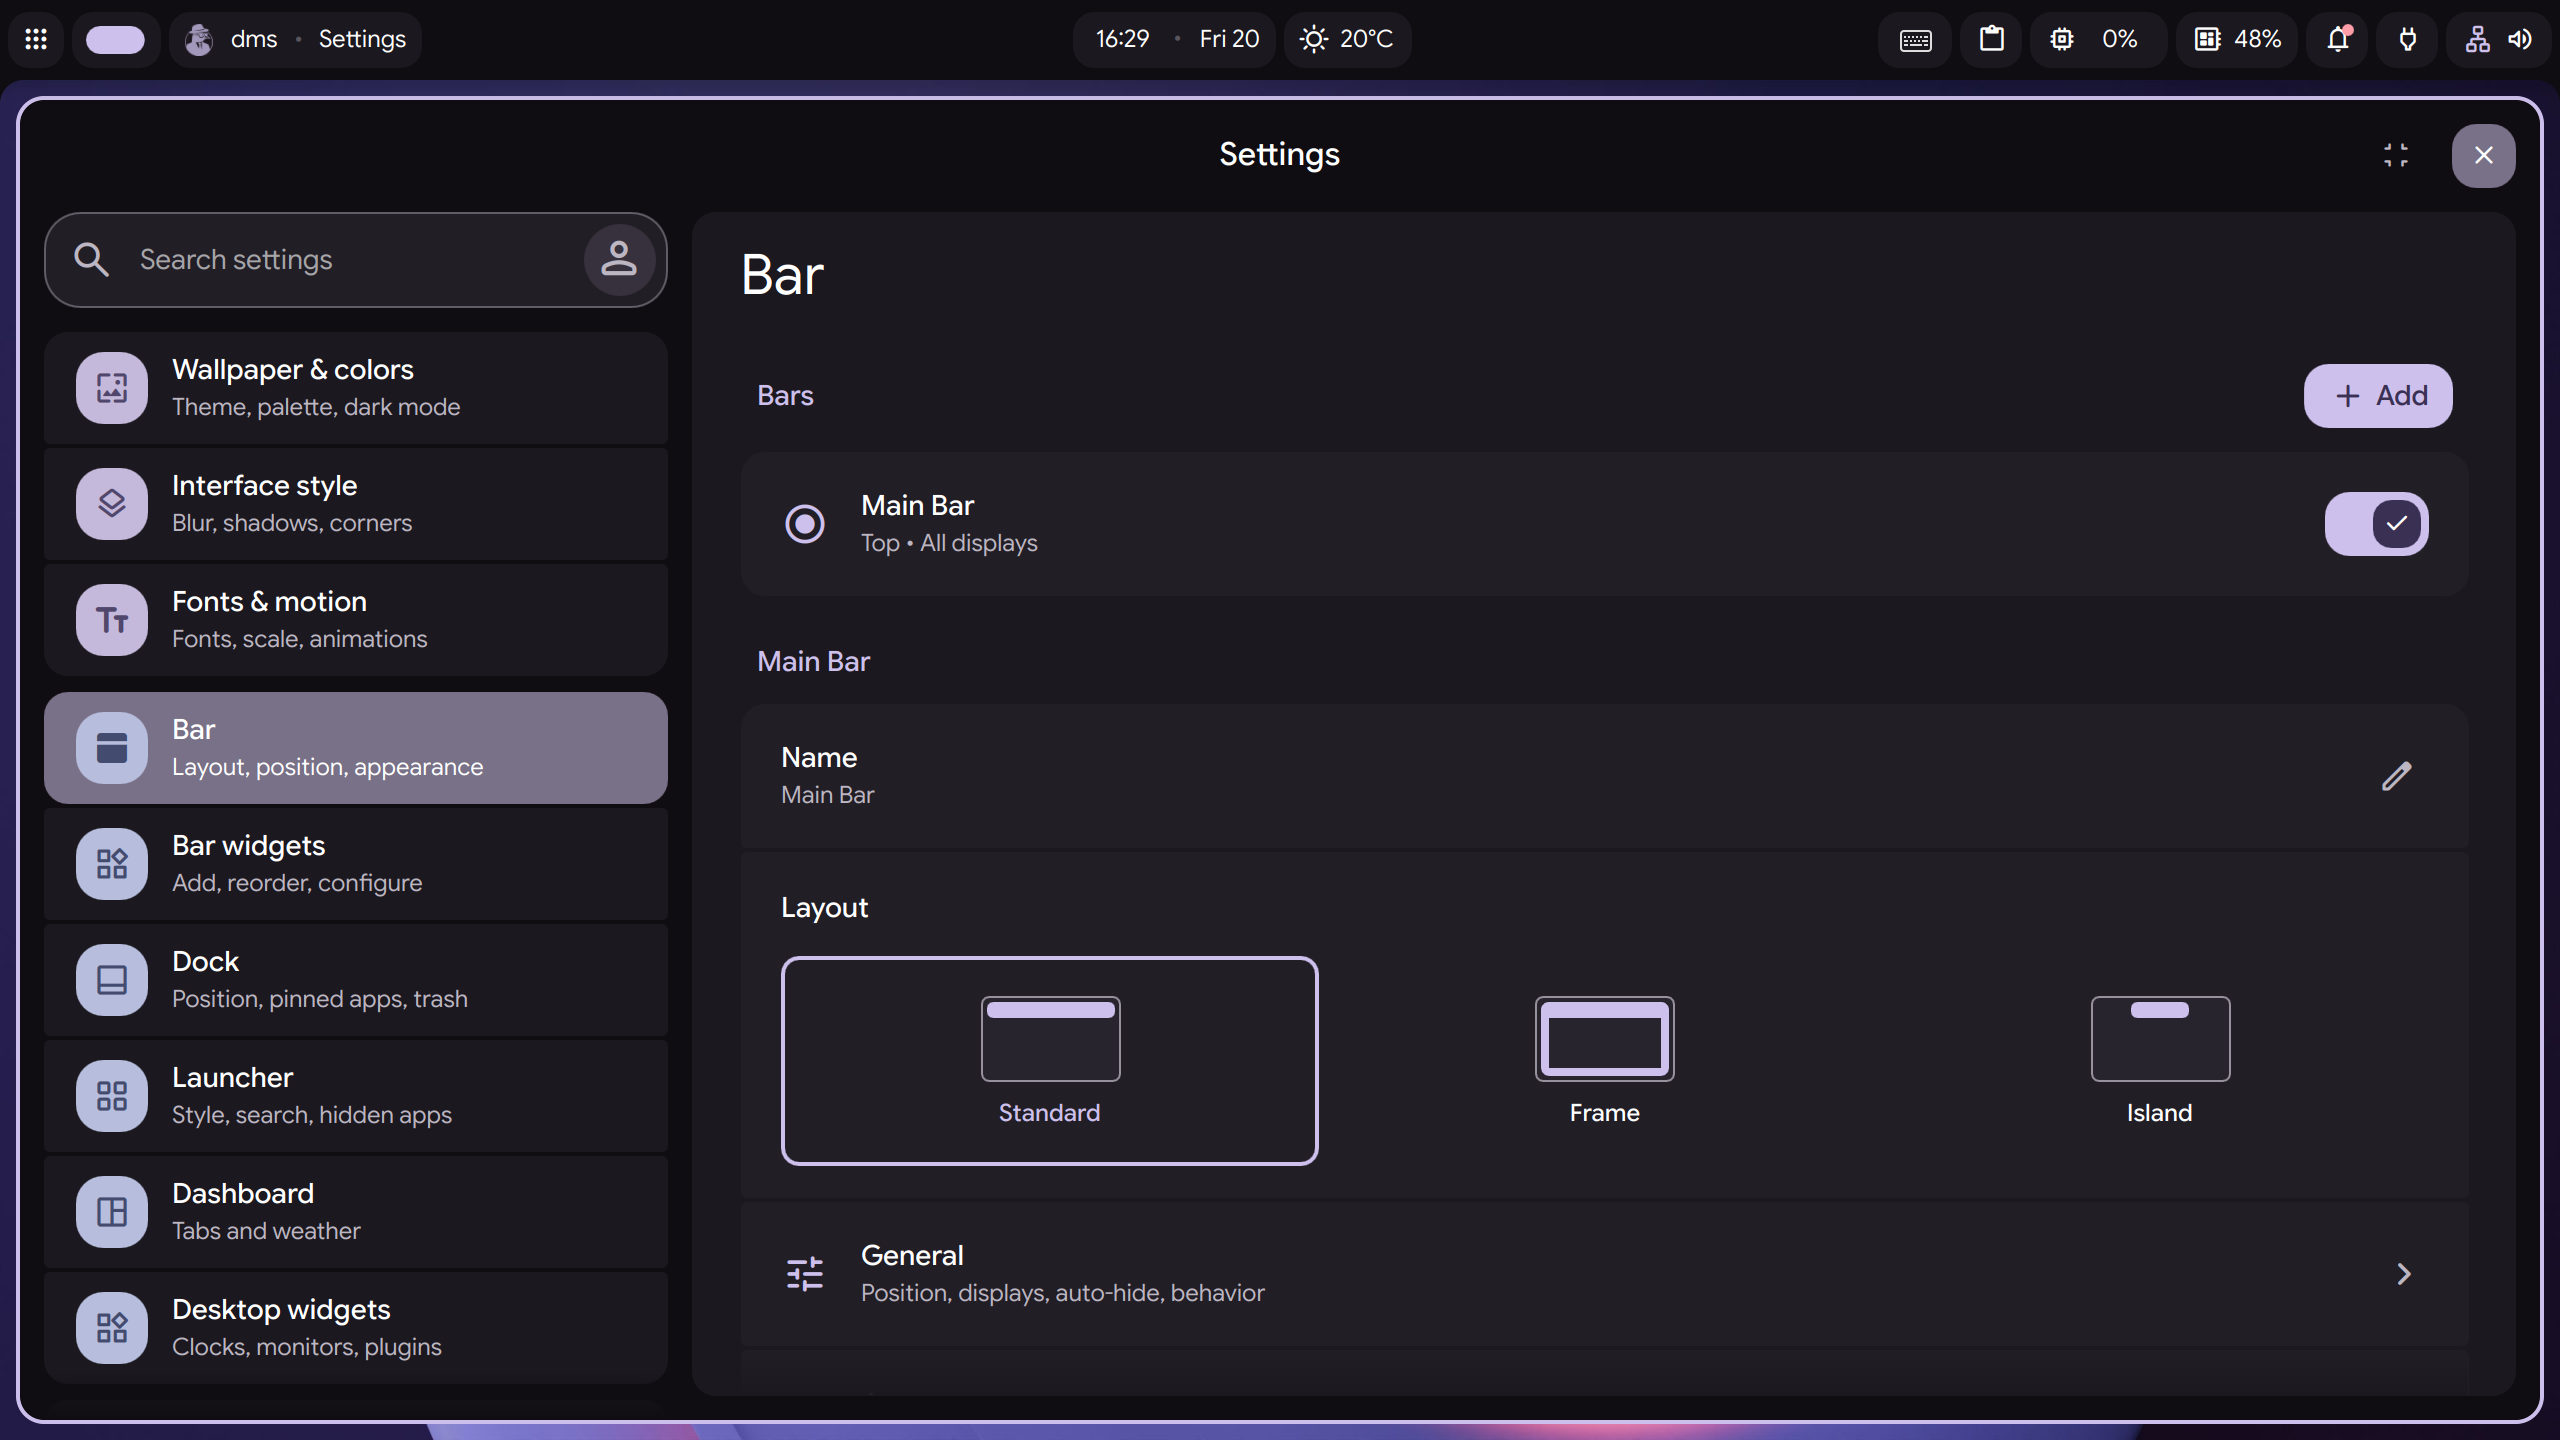 dms • Settings
16:29 • Fri 20
20°C
0%
48%
Settings
Search settings
Wallpaper & colors
Theme, palette, dark mode
Interface style
Blur, shadows, corners
Fonts & motion
Fonts, scale, animations
Bar
Layout, position, appearance
Bar widgets
Add, reorder, configure
Dock
Position, pinned apps, trash
Launcher
Style, search, hidden apps
Dashboard
Tabs and weather
Desktop widgets
Clocks, monitors, plugins
Bar
Bars
Add
Main Bar
Top • All displays
Main Bar
Name
Main Bar
Layout
Standard
Frame
Island
General
Position, displays, auto-hide, behavior